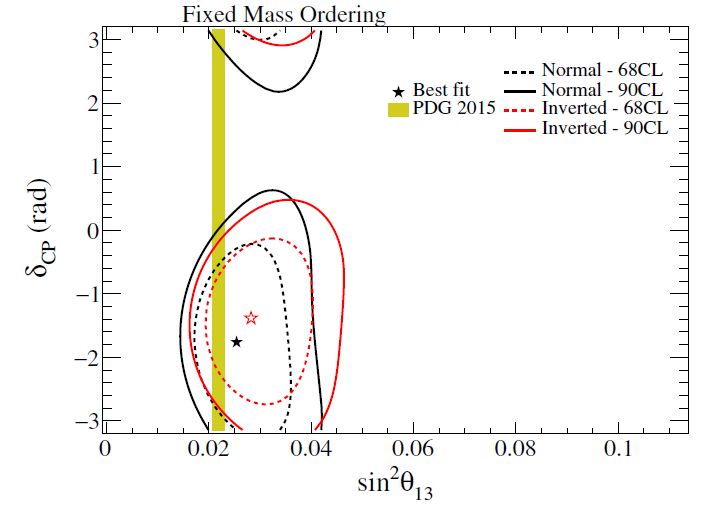 Fixed Mass Ordering
3
2
1
0
−1
−2
−3
δCP (rad)
Best fit
PDG 2015
Normal - 68CL
Normal - 90CL
Inverted - 68CL
Inverted - 90CL
0 0.02 0.04 0.06 0.08 0.1
sin²θ₁₃